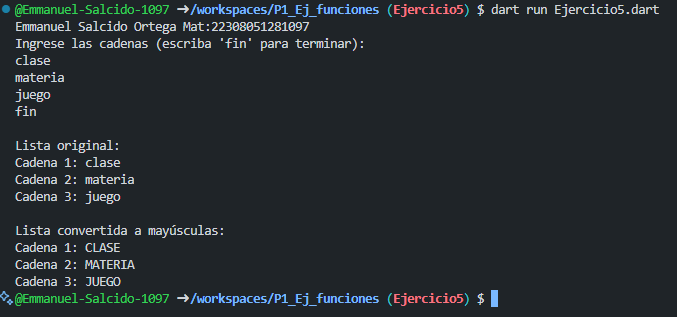 @Emmanuel-Salcido-1097 ➜/workspaces/P1_Ej_funciones (Ejercicio5) $ dart run Ejercicio5.dart
Emmanuel Salcido Ortega Mat:22308051281097
Ingrese las cadenas (escriba 'fin' para terminar):
clase
materia
juego
fin

Lista original:
Cadena 1: clase
Cadena 2: materia
Cadena 3: juego

Lista convertida a mayúsculas:
Cadena 1: CLASE
Cadena 2: MATERIA
Cadena 3: JUEGO
@Emmanuel-Salcido-1097 ➜/workspaces/P1_Ej_funciones (Ejercicio5) $